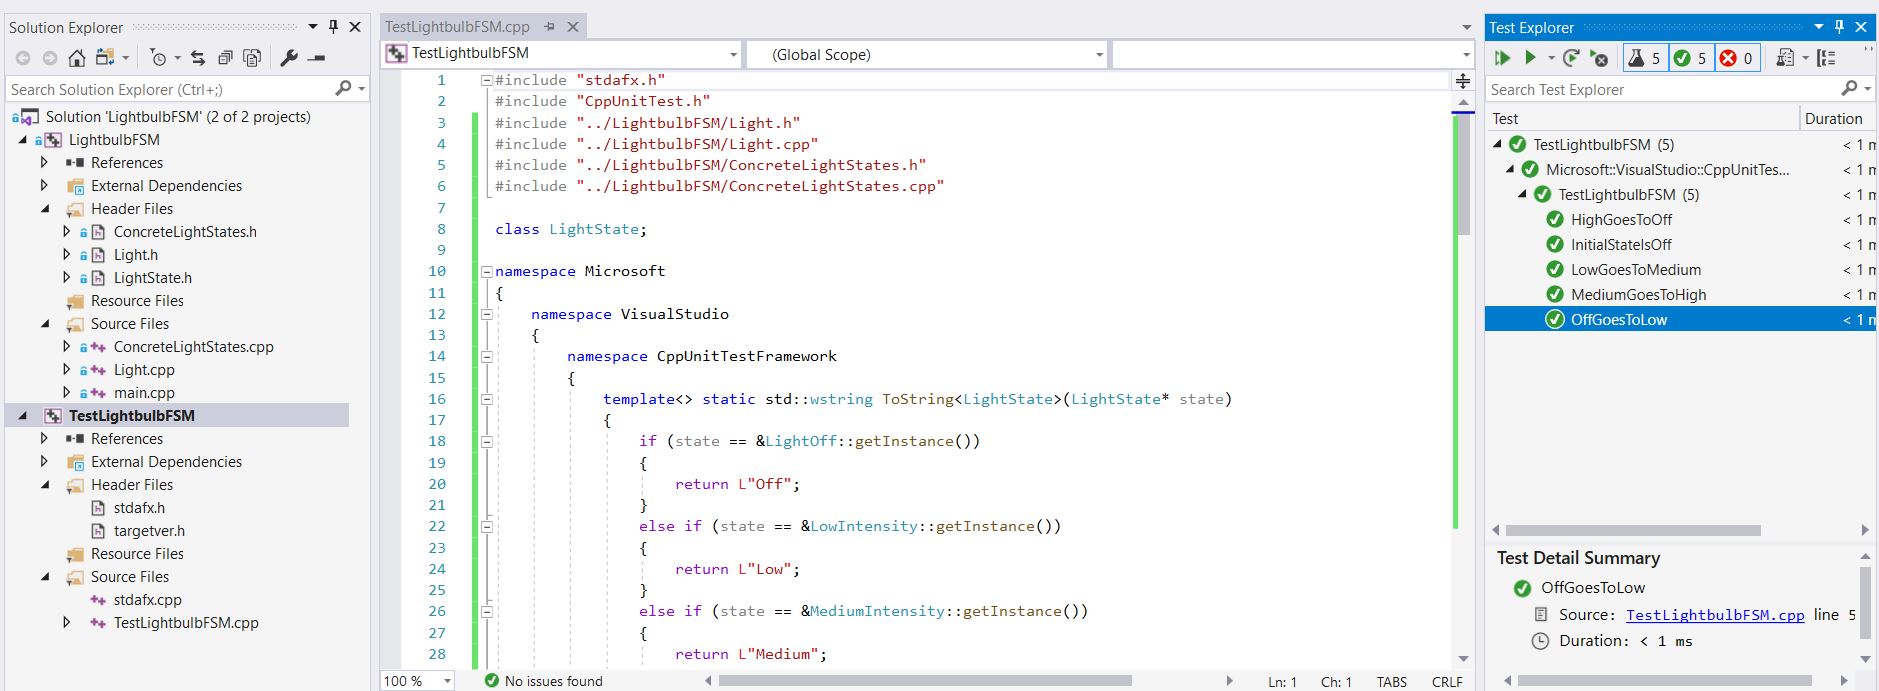 Solution Explorer
Search Solution Explorer (Ctrl+;)
Solution 'LightbulbFSM' (2 of 2 projects)
LightbulbFSM
References
External Dependencies
Header Files
ConcreteLightStates.h
Light.h
LightState.h
Resource Files
Source Files
ConcreteLightStates.cpp
Light.cpp
main.cpp
TestLightbulbFSM
References
External Dependencies
Header Files
stdafx.h
targetver.h
Resource Files
Source Files
stdafx.cpp
TestLightbulbFSM.cpp
TestLightbulbFSM.cpp
TestLightbulbFSM (Global Scope)
1 #include "stdafx.h"
2 #include "CppUnitTest.h"
3 #include "../LightbulbFSM/Light.h"
4 #include "../LightbulbFSM/Light.cpp"
5 #include "../LightbulbFSM/ConcreteLightStates.h"
6 #include "../LightbulbFSM/ConcreteLightStates.cpp"
7
8 class LightState;
9
10 namespace Microsoft
11 {
12 namespace VisualStudio
13 {
14 namespace CppUnitTestFramework
15 {
16 template<> static std::wstring ToString<LightState>(LightState* state)
17 {
18 if (state == &LightOff::getInstance())
19 {
20 return L"Off";
21 }
22 else if (state == &LowIntensity::getInstance())
23 {
24 return L"Low";
25 }
26 else if (state == &MediumIntensity::getInstance())
27 {
28 return L"Medium";
100 % No issues found Ln: 1 Ch: 1 TABS CRLF
Test Explorer
5 5 0
Search Test Explorer
Test Duration
TestLightbulbFSM (5) < 1 m
Microsoft::VisualStudio::CppUnitTes... < 1 m
TestLightbulbFSM (5) < 1 m
HighGoesToOff < 1 m
InitialStateIsOff < 1 m
LowGoesToMedium < 1 m
MediumGoesToHigh < 1 m
OffGoesToLow < 1 m
Test Detail Summary
OffGoesToLow
Source: TestLightbulbFSM.cpp line 5
Duration: < 1 ms